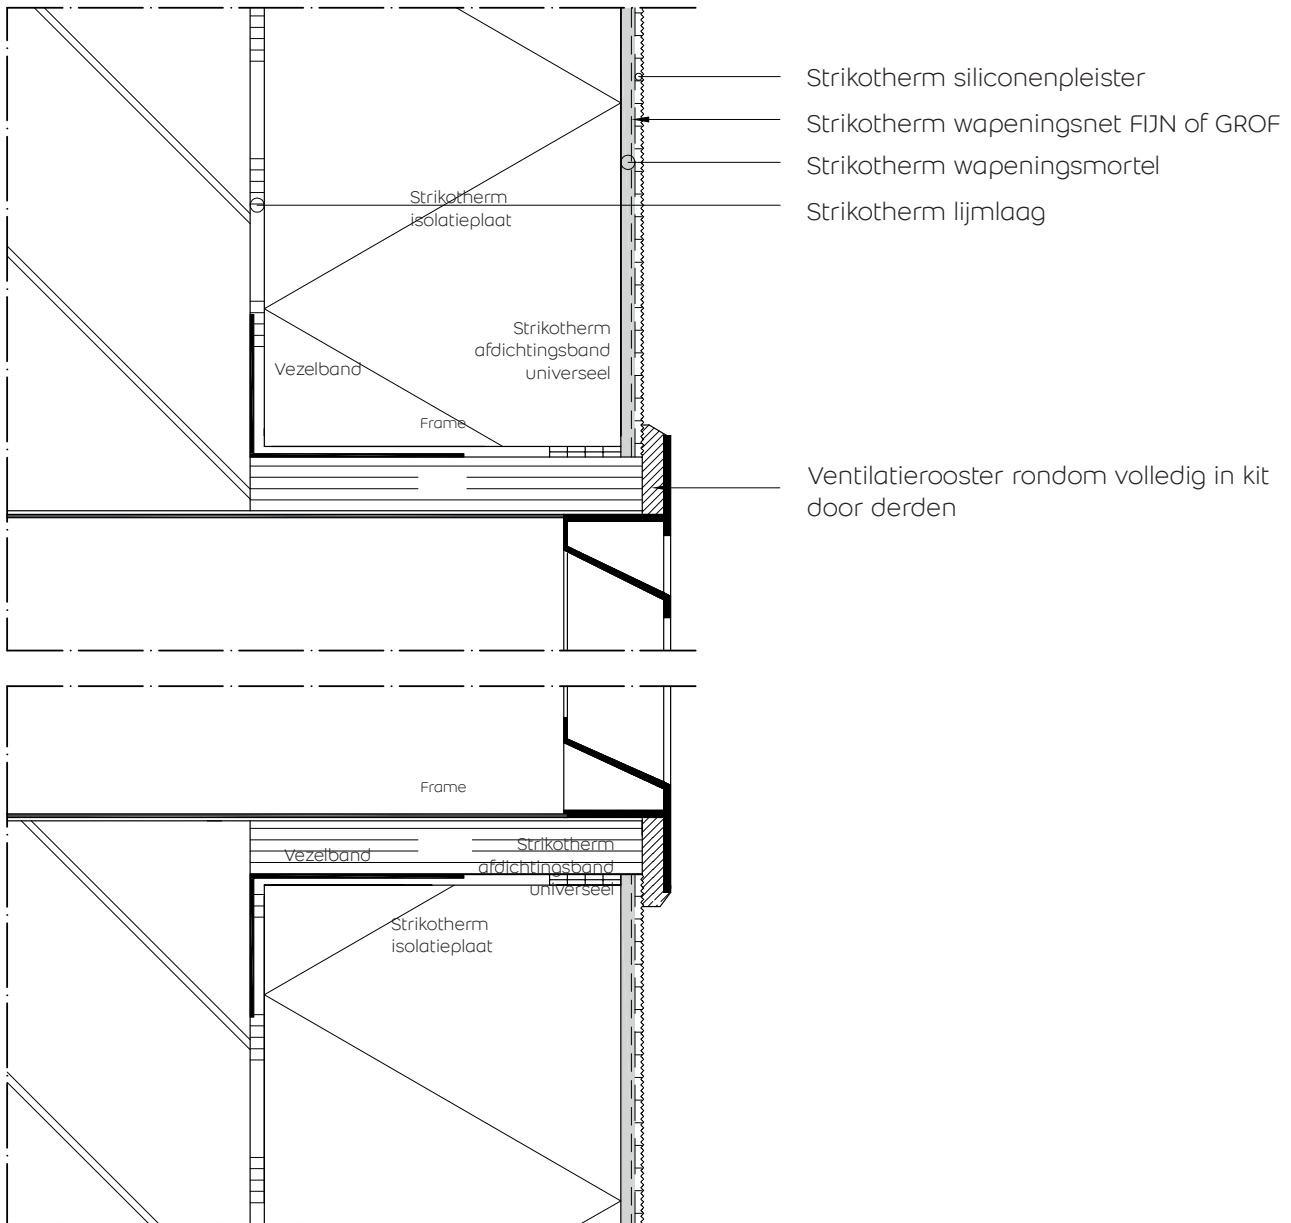 Strikotherm siliconenpleister
Strikotherm wapeningsnet FIJN of GROF
Strikotherm wapeningsmortel
Strikotherm lijmlaag
Strikotherm
isolatieplaat
Strikotherm
afdichtingsband
universeel
Vezelband
Frame
Ventilatierooster rondom volledig in kit
door derden
Frame
Vezelband
Strikotherm
afdichtingsband
universeel
Strikotherm
isolatieplaat